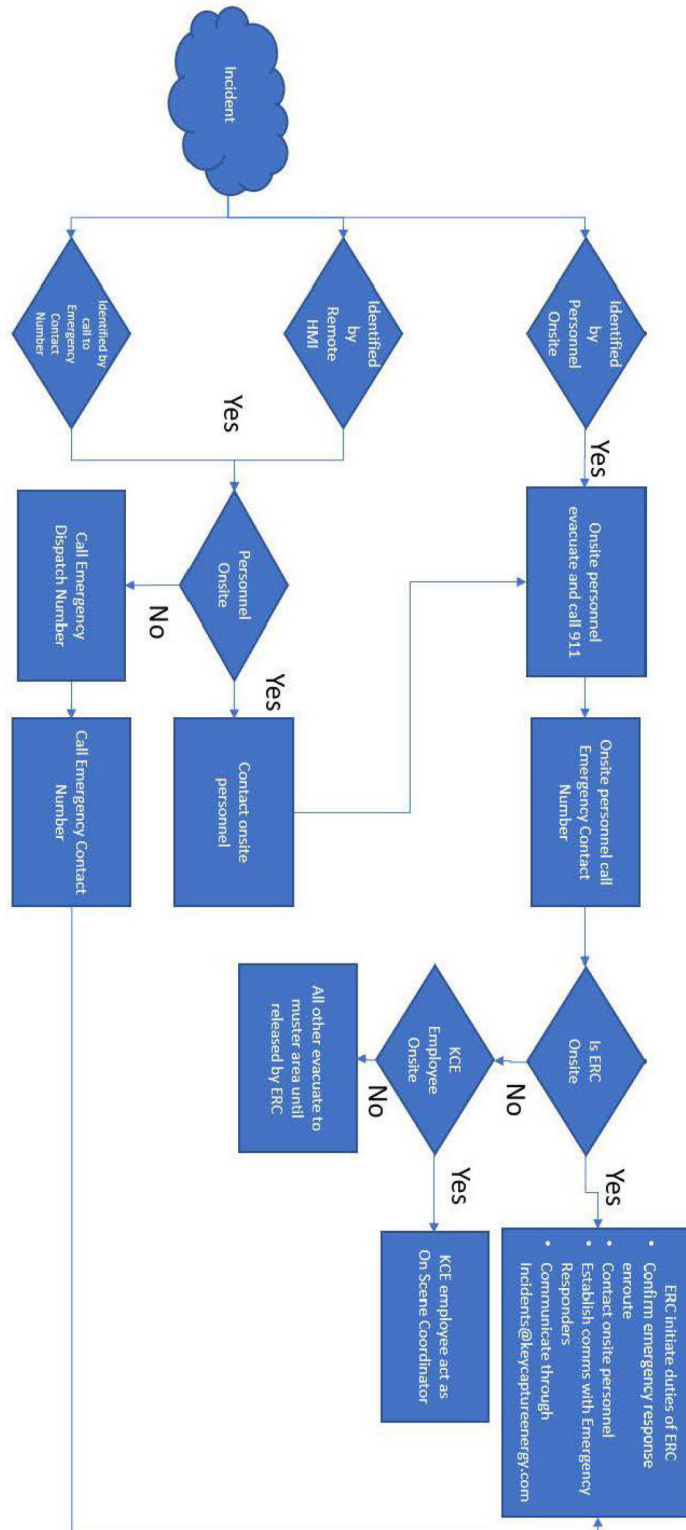 Incident
Identified
by
Personnel
Onsite
Yes
Onsite personnel
evacuate and call 911
Onsite personnel call
Emergency Contact
Number
Is ERC
Onsite
Yes
ERC initiate duties of ERC
• Confirm emergency response
enroute
• Contact onsite personnel
• Establish comms with Emergency
Responders
• Communicate through
Incidents@keycaptureenergy.com
No
KCE
Employee
Onsite
Yes
KCE employee act as
On Scene Coordinator
No
All other evacuate to
muster area until
released by ERC
Identified
by
Remote
HMI
Yes
Identified by
call to
Emergency
Contact
Number
Personnel
Onsite
Yes
Contact onsite
personnel
No
Call Emergency
Dispatch Number
Call Emergency Contact
Number